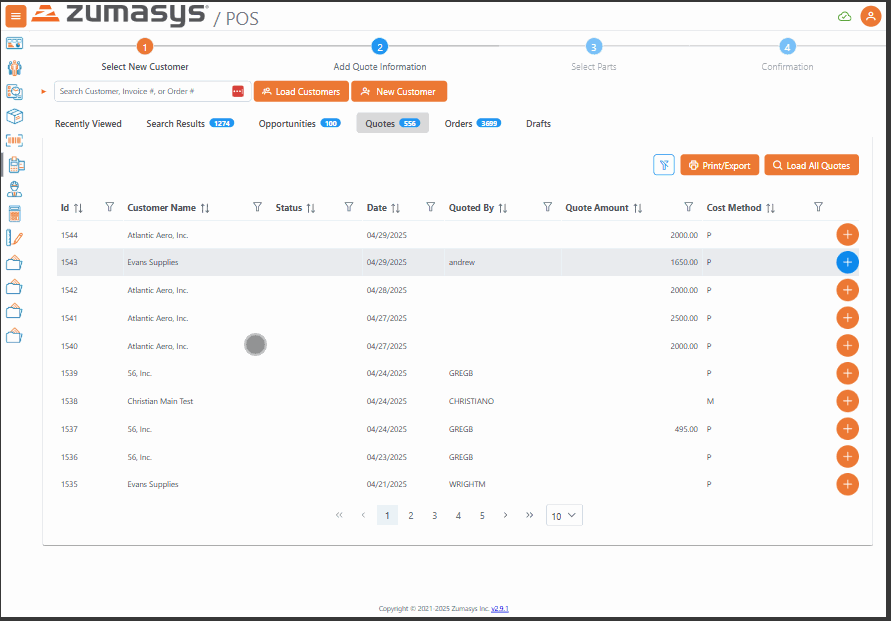 zumasys / POS
1 2 3 4
Select New Customer Add Quote Information Select Parts Confirmation
Search Customer, Invoice #, or Order # Load Customers New Customer
Recently Viewed Search Results 1274 Opportunities 100 Quotes 556 Orders 3699 Drafts
Print/Export Load All Quotes
Id Customer Name Status Date Quoted By Quote Amount Cost Method
1544 Atlantic Aero, Inc. 04/29/2025 2000.00 P
1543 Evans Supplies 04/29/2025 andrew 1650.00 P
1542 Atlantic Aero, Inc. 04/28/2025 2000.00 P
1541 Atlantic Aero, Inc. 04/27/2025 2500.00 P
1540 Atlantic Aero, Inc. 04/27/2025 2000.00 P
1539 56, Inc. 04/24/2025 GREGB P
1538 Christian Main Test 04/24/2025 CHRISTIANO M
1537 56, Inc. 04/24/2025 GREGB 495.00 P
1536 56, Inc. 04/23/2025 GREGB P
1535 Evans Supplies 04/21/2025 WRIGHTM P
« ‹ 1 2 3 4 5 › » 10
Copyright © 2021-2025 Zumasys Inc. v2.9.1